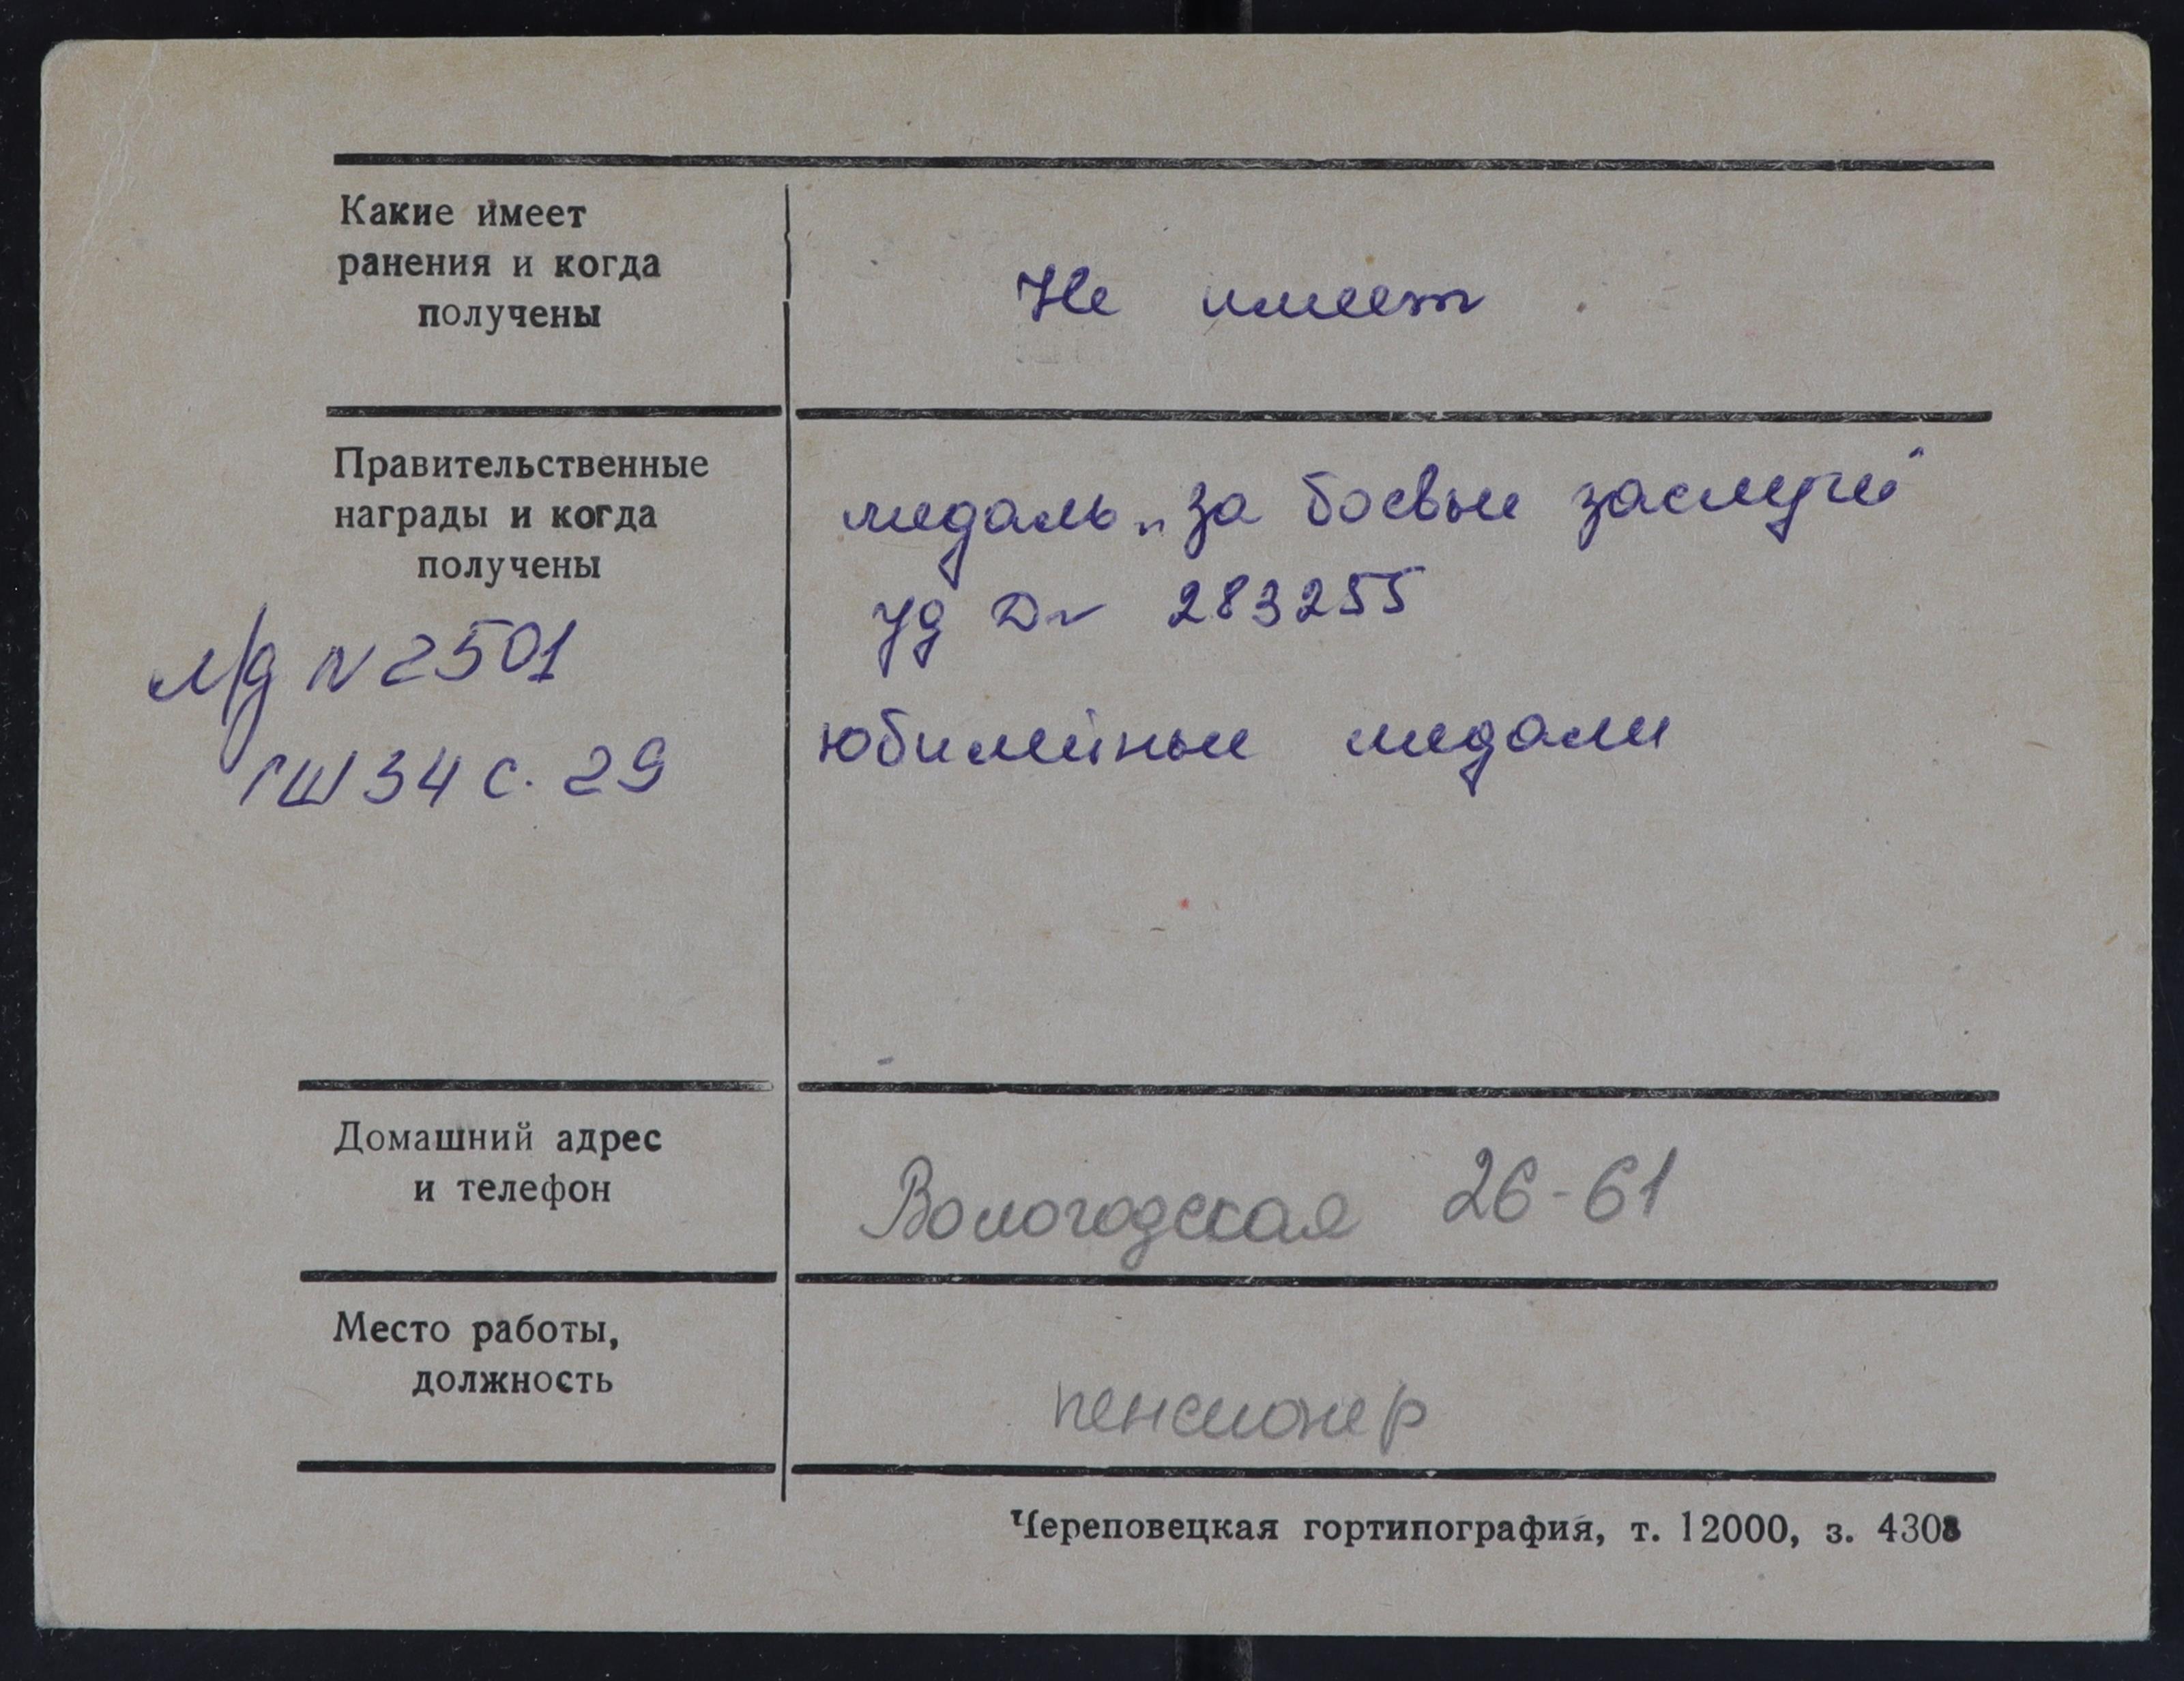 Какие имеет
ранения и когда
получены
Не имеет
Правительственные
награды и когда
получены
медаль „за боевые заслуги"
уд Д№ 283255
юбилейные медали
л/д N 2501
ГШ 34 с. 29
Домашний адрес
и телефон
Вологодская 26-61
Место работы,
должность
пенсионер
Череповецкая гортипография, т. 12000, з. 4308